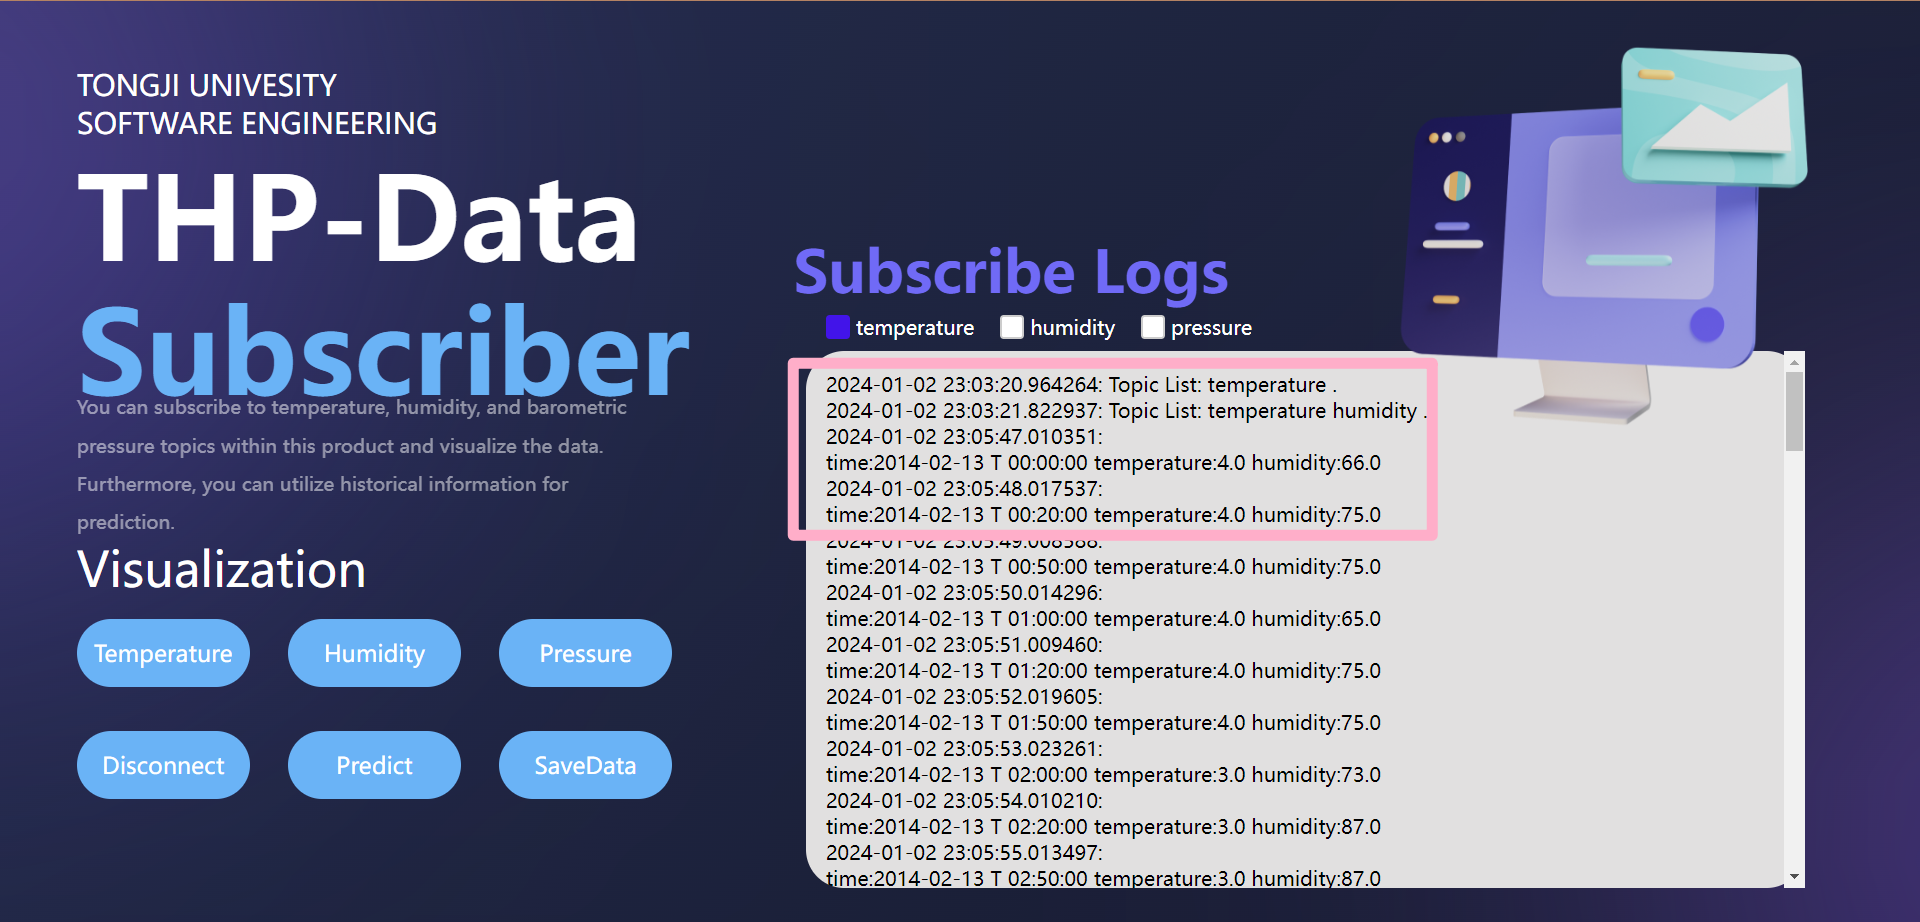 TONGJI UNIVESITY
SOFTWARE ENGINEERING
THP-Data
Subscriber
You can subscribe to temperature, humidity, and barometric
pressure topics within this product and visualize the data.
Furthermore, you can utilize historical information for
prediction.
Visualization
Temperature Humidity Pressure
Disconnect Predict SaveData
Subscribe Logs
temperature humidity pressure
2024-01-02 23:03:20.964264: Topic List: temperature .
2024-01-02 23:03:21.822937: Topic List: temperature humidity .
2024-01-02 23:05:47.010351:
time:2014-02-13 T 00:00:00 temperature:4.0 humidity:66.0
2024-01-02 23:05:48.017537:
time:2014-02-13 T 00:20:00 temperature:4.0 humidity:75.0
2024-01-02 23:05:49.008588:
time:2014-02-13 T 00:50:00 temperature:4.0 humidity:75.0
2024-01-02 23:05:50.014296:
time:2014-02-13 T 01:00:00 temperature:4.0 humidity:65.0
2024-01-02 23:05:51.009460:
time:2014-02-13 T 01:20:00 temperature:4.0 humidity:75.0
2024-01-02 23:05:52.019605:
time:2014-02-13 T 01:50:00 temperature:4.0 humidity:75.0
2024-01-02 23:05:53.023261:
time:2014-02-13 T 02:00:00 temperature:3.0 humidity:73.0
2024-01-02 23:05:54.010210:
time:2014-02-13 T 02:20:00 temperature:3.0 humidity:87.0
2024-01-02 23:05:55.013497:
time:2014-02-13 T 02:50:00 temperature:3.0 humidity:87.0